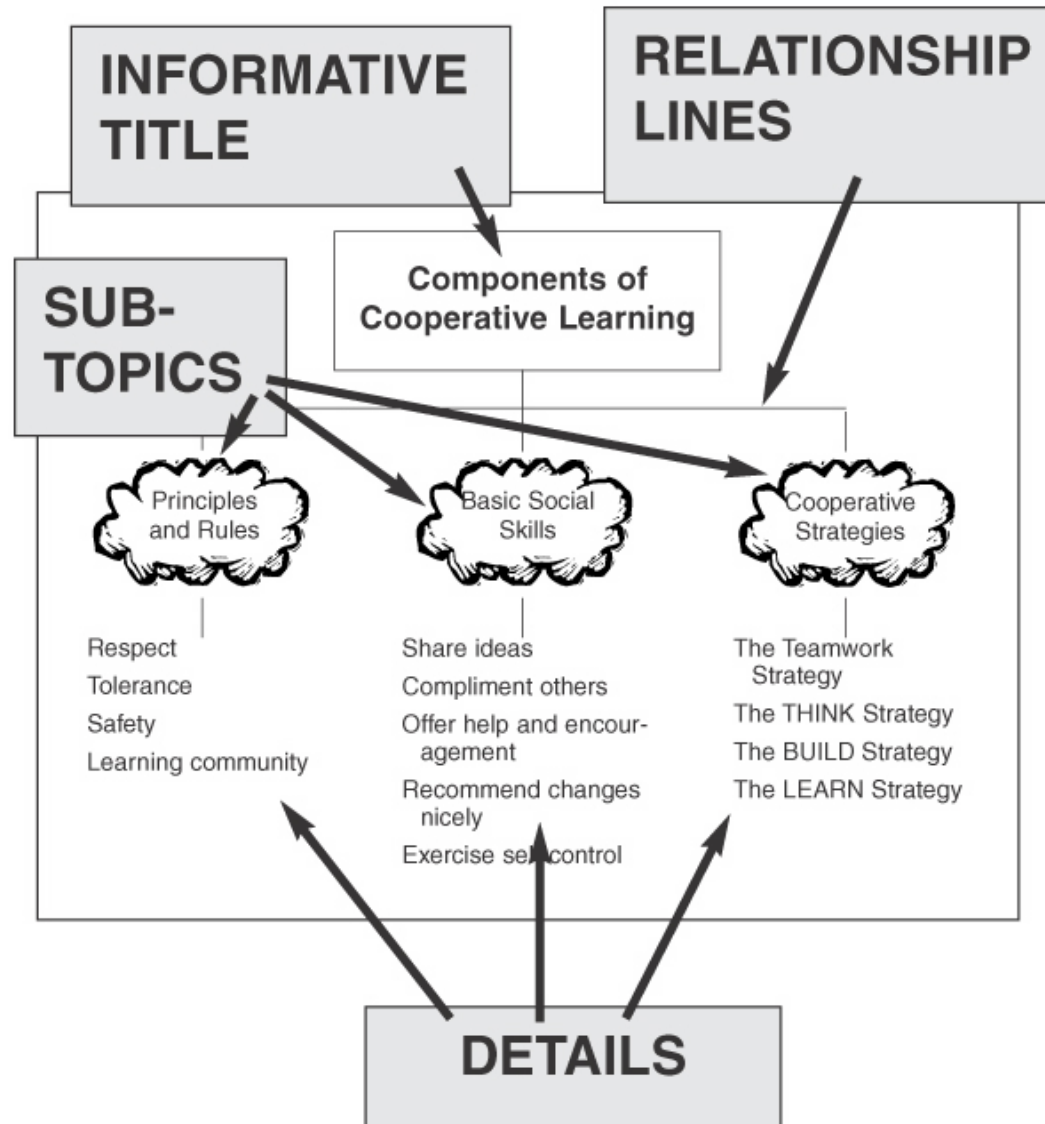 INFORMATIVE
TITLE
RELATIONSHIP
LINES
Components of
Cooperative Learning
SUB-
TOPICS
Principles
and Rules
Basic Social
Skills
Cooperative
Strategies
Respect
Tolerance
Safety
Learning community
Share ideas
Compliment others
Offer help and encour-
agement
Recommend changes
nicely
Exercise self-control
The Teamwork
Strategy
The THINK Strategy
The BUILD Strategy
The LEARN Strategy
DETAILS